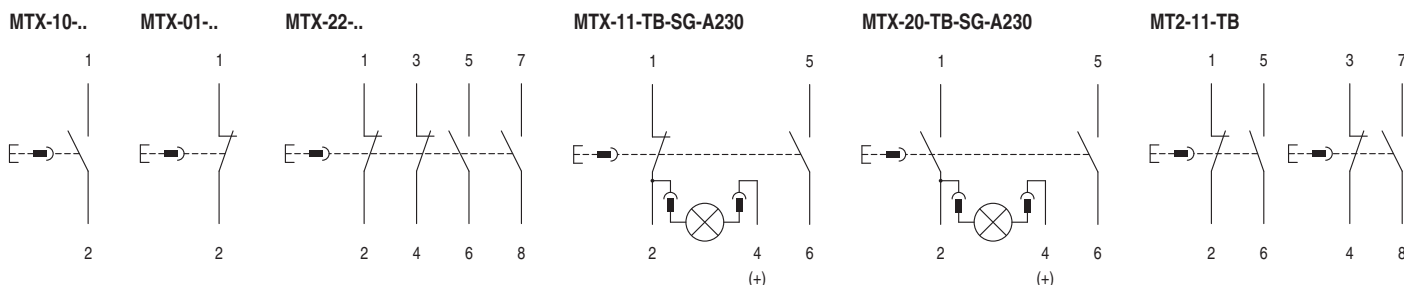 MTX-10-.. MTX-01-.. MTX-22-.. MTX-11-TB-SG-A230 MTX-20-TB-SG-A230 MT2-11-TB
1 1 1 3 5 7 1 5 1 5 1 5 3 7
2 2 2 4 6 8 2 4 6 2 4 6 2 6 4 8
(+) (+)